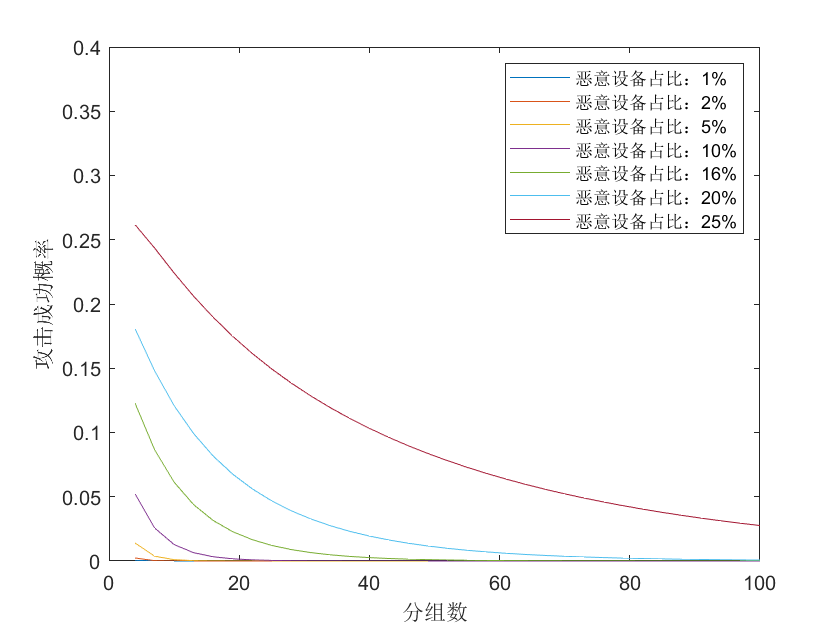 0.4
0.35
0.3
0.25
0.2
0.15
0.1
0.05
0
攻击成功概率
恶意设备占比：1%
恶意设备占比：2%
恶意设备占比：5%
恶意设备占比：10%
恶意设备占比：16%
恶意设备占比：20%
恶意设备占比：25%
0 20 40 60 80 100
分组数